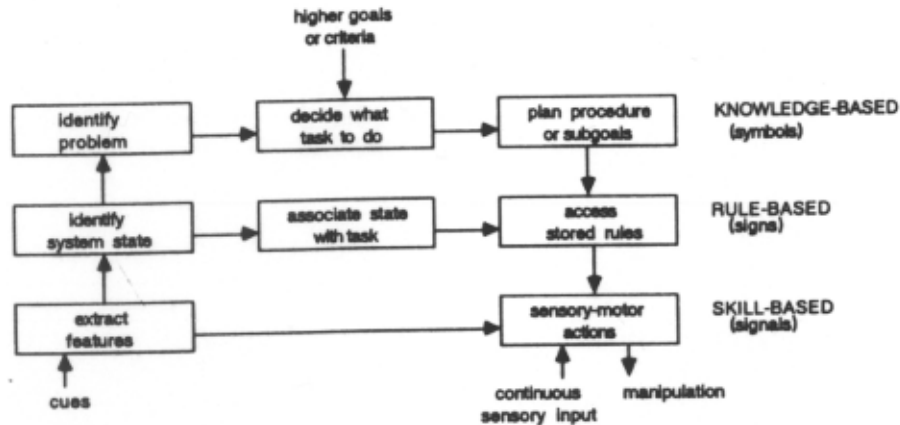 higher goals
or criteria
identify
problem
decide what
task to do
plan procedure
or subgoals
KNOWLEDGE-BASED
(symbols)
identify
system state
associate state
with task
access
stored rules
RULE-BASED
(signs)
extract
features
sensory-motor
actions
SKILL-BASED
(signals)
cues
continuous
sensory input
manipulation